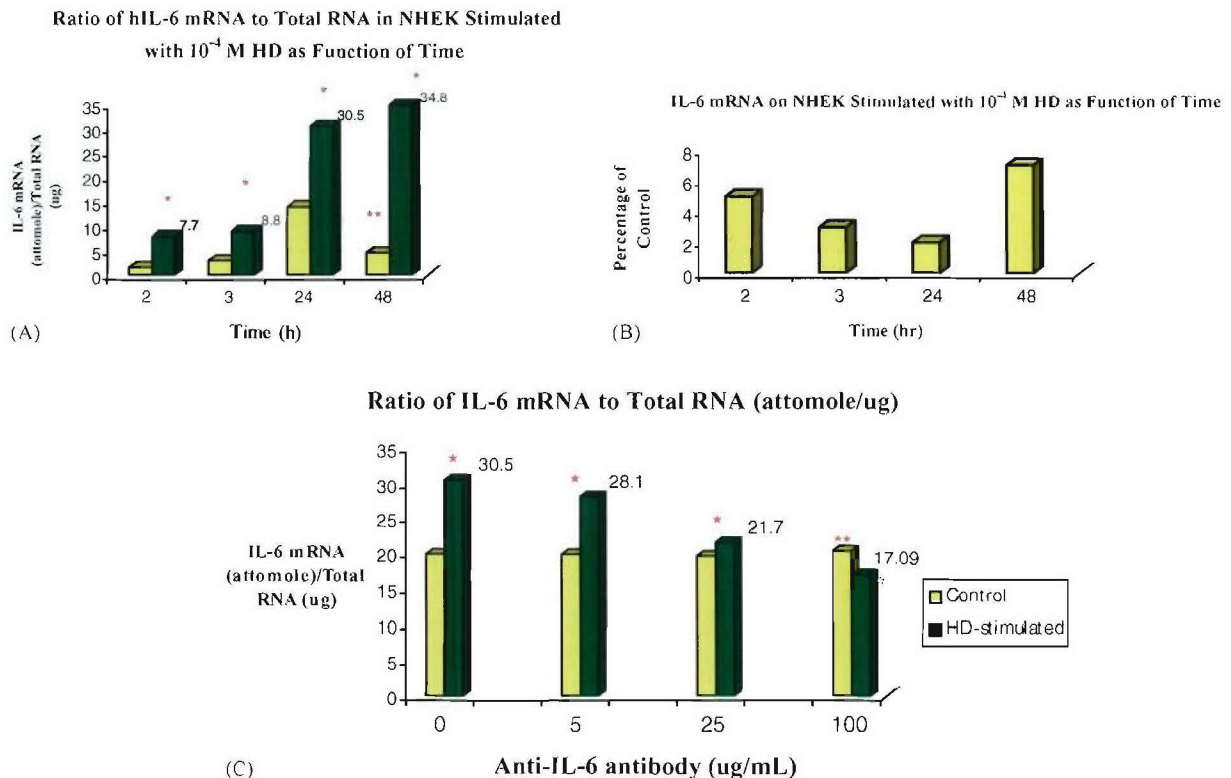 Ratio of hIL-6 mRNA to Total RNA in NHEK Stimulated
with 10⁻⁴ M HD as Function of Time
IL-6 mRNA
(attomole)/Total RNA
(ug)
35
30
25
20
15
10
5
0
*
7.7
*
8.8
*
30.5
**
*
34.8
2
3
24
48
Time (h)
(A)
IL-6 mRNA on NHEK Stimulated with 10⁻⁴ M HD as Function of Time
Percentage of
Control
8
6
4
2
0
2
3
24
48
Time (hr)
(B)
Ratio of IL-6 mRNA to Total RNA (attomole/ug)
IL-6 mRNA
(attomole)/Total
RNA (ug)
35
30
25
20
15
10
5
0
*
30.5
*
28.1
*
21.7
**
17.09
0
5
25
100
Anti-IL-6 antibody (ug/mL)
Control
HD-stimulated
(C)